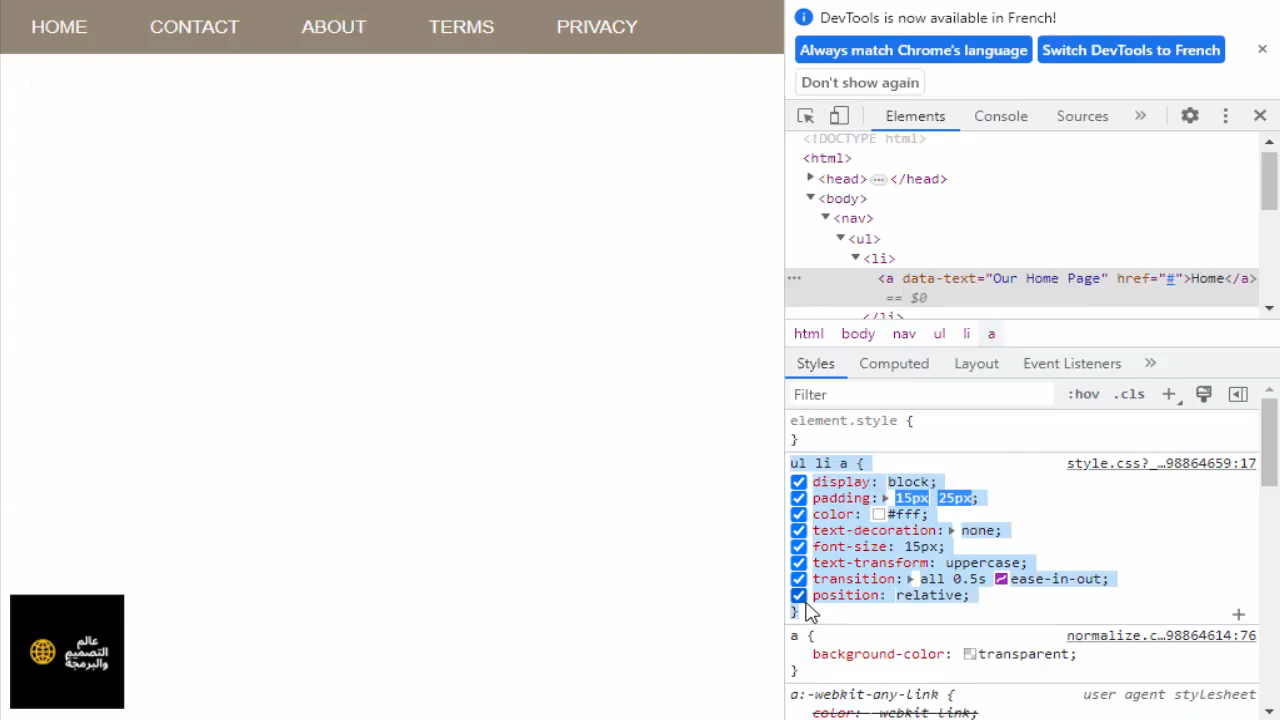 HOME CONTACT ABOUT TERMS PRIVACY
DevTools is now available in French!
Always match Chrome's language Switch DevTools to French
Don't show again
Elements Console Sources
<!DOCTYPE html>
<html>
<head> </head>
<body>
<nav>
<ul>
<li>
<a data-text="Our Home Page" href="#">Home</a>
== $0
</li>
html body nav ul li a
Styles Computed Layout Event Listeners
Filter :hov .cls
element.style {
}
ul li a { style.css?_…98864659:17
display: block;
padding: 15px 25px;
color: #fff;
text-decoration: none;
font-size: 15px;
text-transform: uppercase;
transition: all 0.5s ease-in-out;
position: relative;
}
a { normalize.c…98864614:76
background-color: transparent;
}
a:-webkit-any-link { user agent stylesheet
color: -webkit-link;
عالم
التصميم
والبرمجة